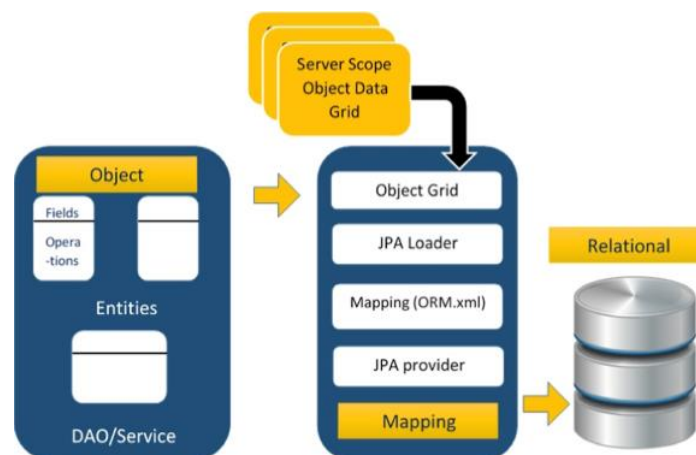 Server Scope
Object Data
Grid
Object
Fields
Opera
-tions
Entities
DAO/Service
Object Grid
JPA Loader
Mapping (ORM.xml)
JPA provider
Mapping
Relational